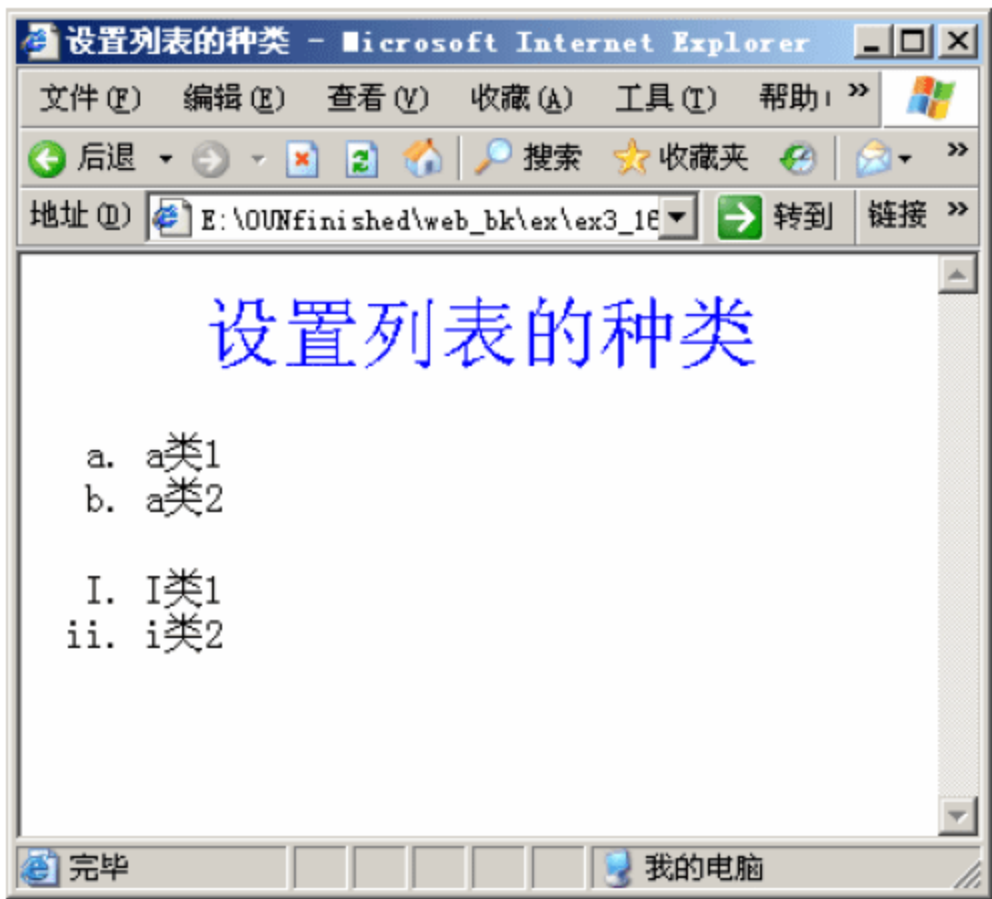 设置列表的种类 - Microsoft Internet Explorer
文件(F) 编辑(E) 查看(V) 收藏(A) 工具(T) 帮助 »
后退 搜索 收藏夹 »
地址(D) E:\OUNfinished\web_bk\ex\ex3_16 转到 链接 »
设置列表的种类
a. a类1
b. a类2
I. I类1
ii. i类2
完毕 我的电脑